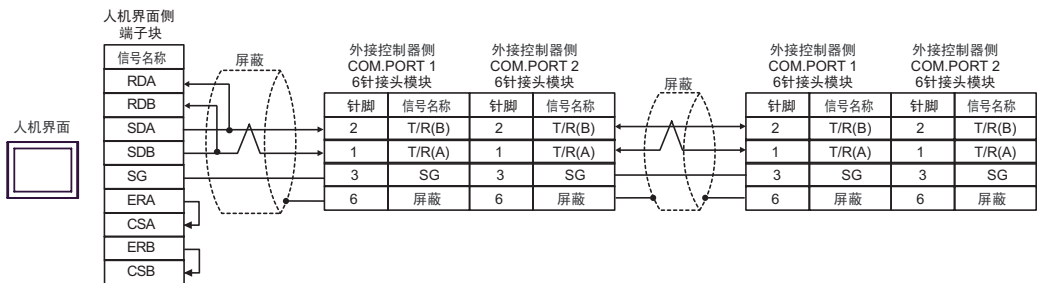 人机界面
人机界面侧
端子块
信号名称
RDA
RDB
SDA
SDB
SG
ERA
CSA
ERB
CSB
屏蔽
外接控制器侧
COM.PORT 1
6针接头模块
外接控制器侧
COM.PORT 2
6针接头模块
针脚 信号名称 针脚 信号名称
2 T/R(B) 2 T/R(B)
1 T/R(A) 1 T/R(A)
3 SG 3 SG
6 屏蔽 6 屏蔽
屏蔽
外接控制器侧
COM.PORT 1
6针接头模块
外接控制器侧
COM.PORT 2
6针接头模块
针脚 信号名称 针脚 信号名称
2 T/R(B) 2 T/R(B)
1 T/R(A) 1 T/R(A)
3 SG 3 SG
6 屏蔽 6 屏蔽